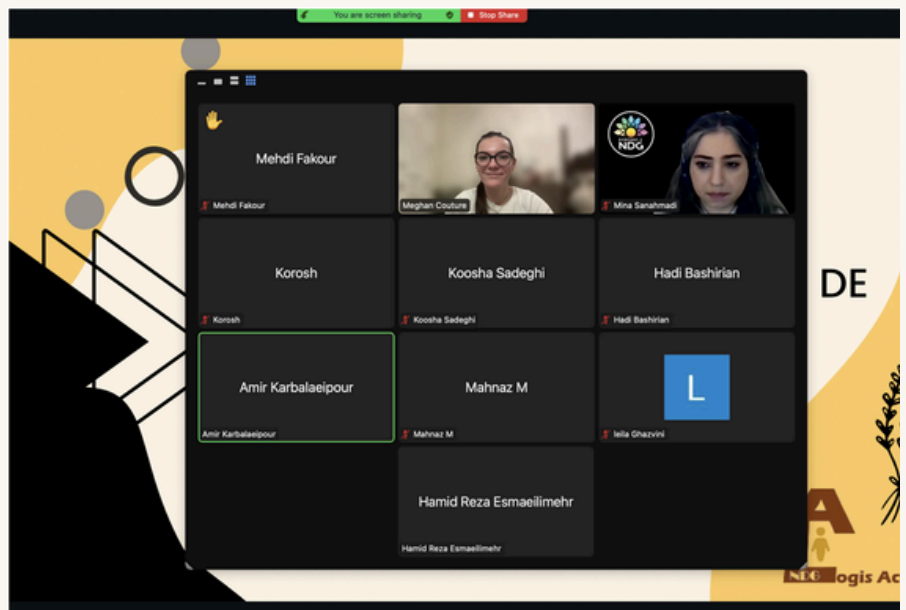 You are screen sharing
Stop Share
Mehdi Fakour
Mehdi Fakour
Meghan Couture
NDG
Mina Sanahmadi
Korosh
Korosh
Koosha Sadeghi
Koosha Sadeghi
Hadi Bashirian
Hadi Bashirian
DE
Amir Karbalaeipour
Amir Karbalaeipour
Mahnaz M
Mahnaz M
L
leila Ghazvini
Hamid Reza Esmaeilimehr
Hamid Reza Esmaeilimehr
A
NDG Logis Ac